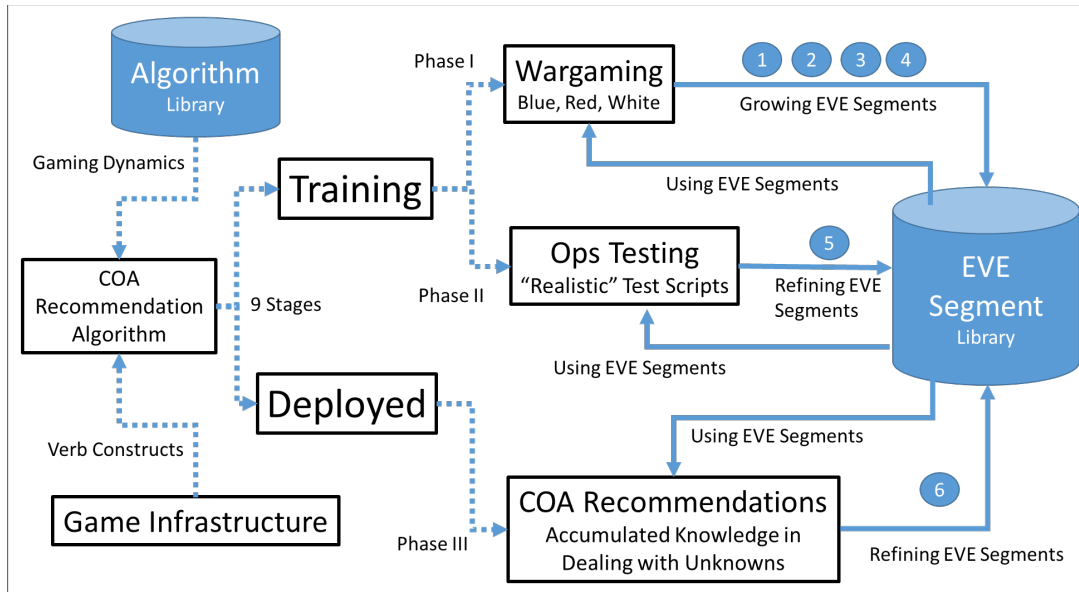 Algorithm
Library
Gaming Dynamics
COA
Recommendation
Algorithm
Verb Constructs
Game Infrastructure
9 Stages
Training
Deployed
Phase I
Phase II
Phase III
Wargaming
Blue, Red, White
1 2 3 4
Growing EVE Segments
Using EVE Segments
Ops Testing
“Realistic” Test Scripts
5
Refining EVE
Segments
Using EVE Segments
EVE
Segment
Library
Using EVE Segments
COA Recommendations
Accumulated Knowledge in
Dealing with Unknowns
6
Refining EVE Segments